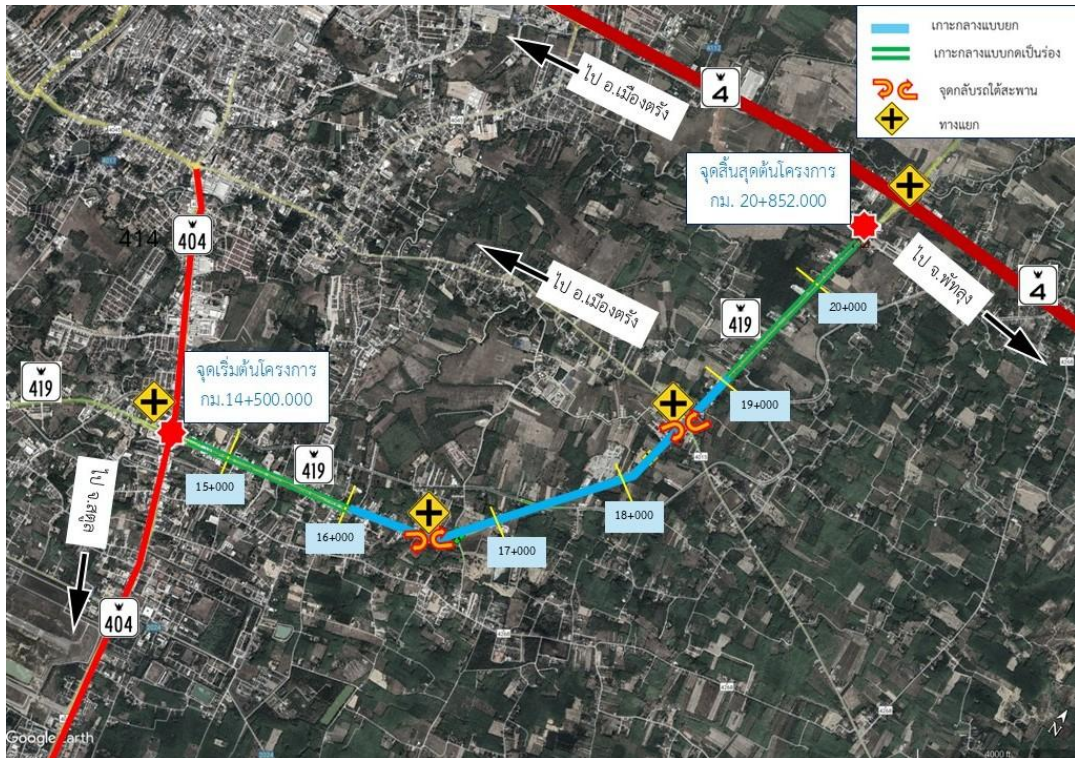 เกาะกลางแบบยก
เกาะกลางแบบกดเป็นร่อง
จุดกลับรถใต้สะพาน
ทางแยก
ไป อ.เมืองตรัง
4
จุดสิ้นสุดต้นโครงการ
กม. 20+852.000
414
404
ไป อ.เมืองตรัง
ไป จ.พัทลุง
4
20+000
419
จุดเริ่มต้นโครงการ
กม.14+500.000
419
19+000
419
15+000
ไป จ.สตูล
16+000
18+000
17+000
404
Google Earth
N
4000 ft.